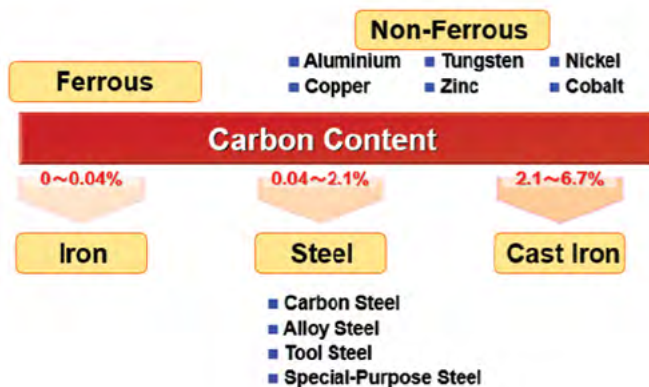 Non-Ferrous
■ Aluminium ■ Tungsten ■ Nickel
■ Copper ■ Zinc ■ Cobalt
Ferrous
Carbon Content
0~0.04% 0.04~2.1% 2.1~6.7%
Iron Steel Cast Iron
■ Carbon Steel
■ Alloy Steel
■ Tool Steel
■ Special-Purpose Steel